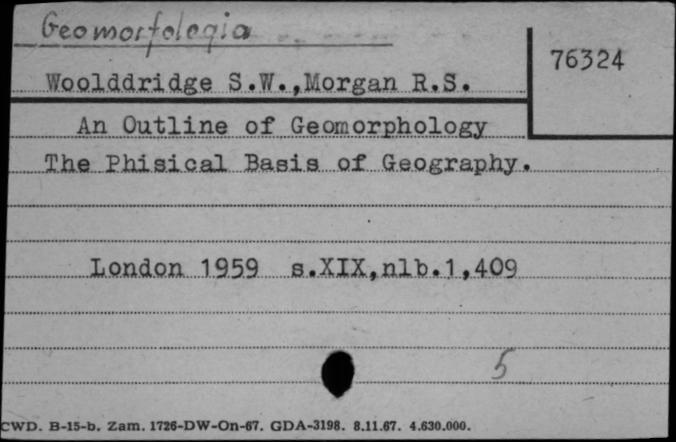 Geomorfologia
76324
Woolddridge S.W.,Morgan R.S.
An Outline of Geomorphology
The Phisical Basis of Geography.
London 1959 s.XIX,nlb.1,409
5
CWD. B-15-b. Zam. 1726-DW-On-67. GDA-3198. 8.11.67. 4.630.000.